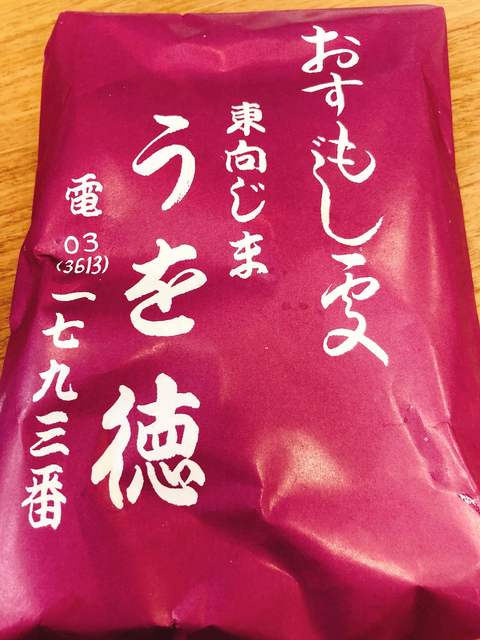 おすもじ処
東向じま
うを徳
電
03
(3613)
一七九三番